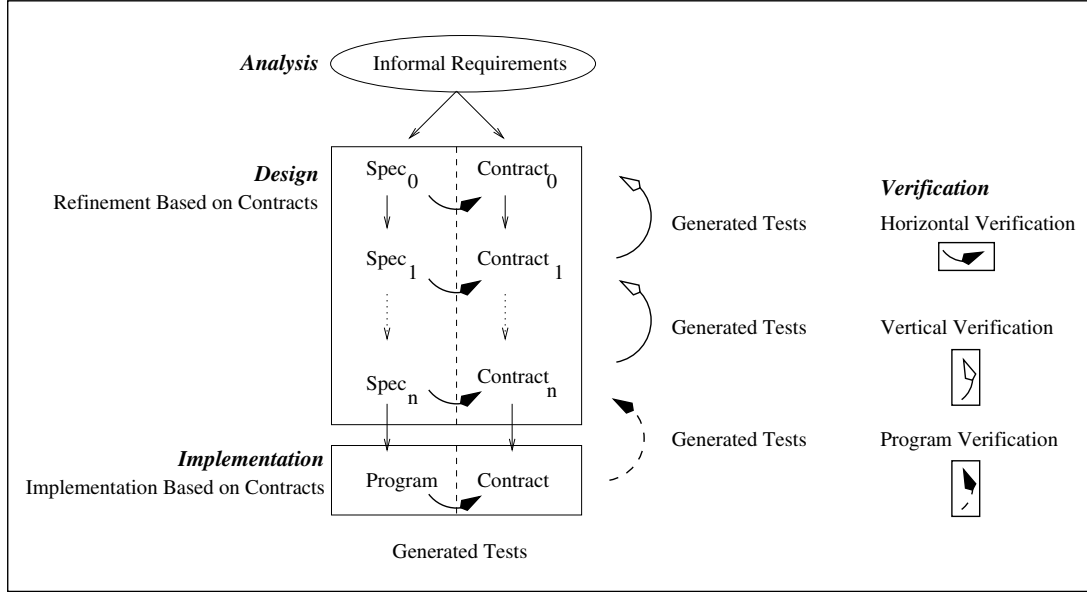 Analysis
Informal Requirements
Design
Refinement Based on Contracts
Spec0
Contract0
Spec1
Contract1
Specn
Contractn
Generated Tests
Generated Tests
Generated Tests
Verification
Horizontal Verification
Vertical Verification
Program Verification
Implementation
Implementation Based on Contracts
Program
Contract
Generated Tests